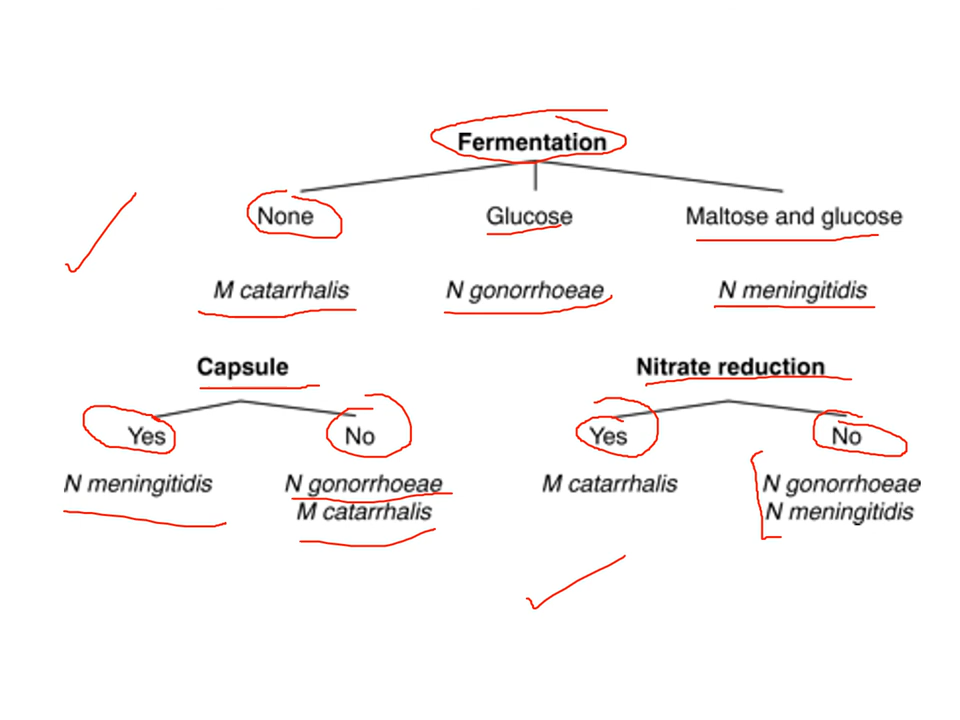 Fermentation
None Glucose Maltose and glucose
M catarrhalis N gonorrhoeae N meningitidis
Capsule Nitrate reduction
Yes No Yes No
N meningitidis N gonorrhoeae M catarrhalis N gonorrhoeae
M catarrhalis N meningitidis